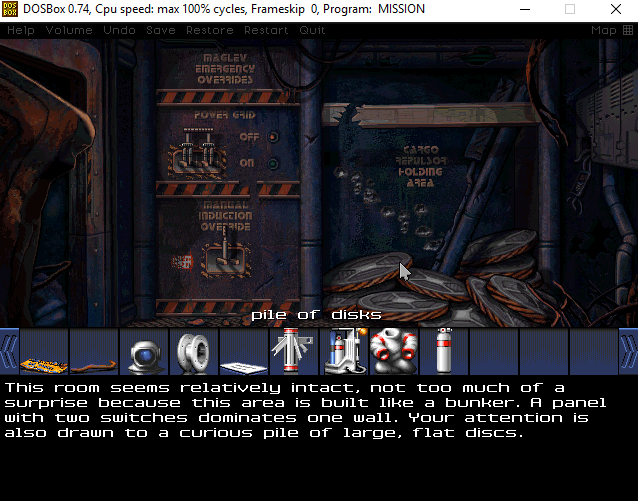 DOSBox 0.74, Cpu speed: max 100% cycles, Frameskip 0, Program: MISSION
Help Volume Undo Save Restore Restart Quit Map
MAGLEV
EMERGENCY
OVERRIDES
POWER GRID
OFF
ON
MANUAL
INDUCTION
OVERRIDE
CARGO
REPULSOR
HOLDING
AREA
pile of disks
This room seems relatively intact, not too much of a
surprise because this area is built like a bunker. A panel
with two switches dominates one wall. Your attention is
also drawn to a curious pile of large, flat discs.